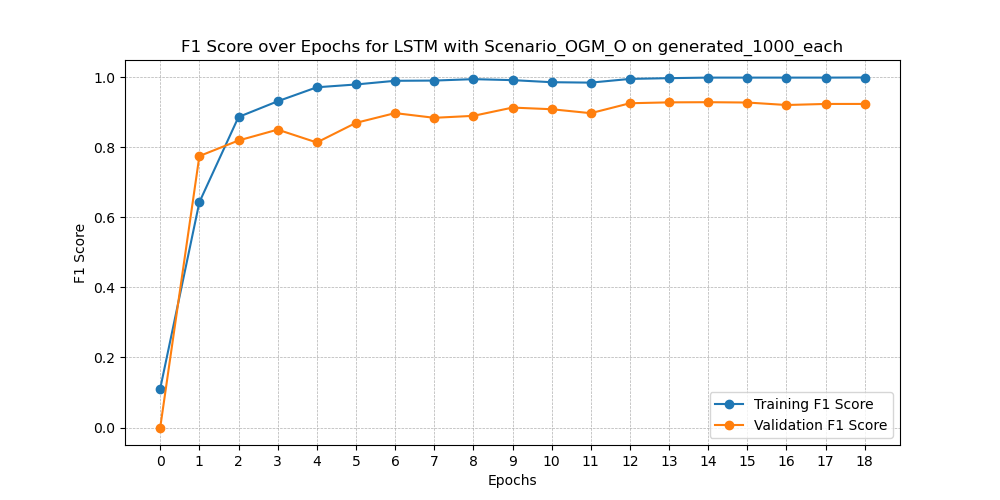 F1 Score over Epochs for LSTM with Scenario_OGM_O on generated_1000_each
F1 Score
1.0
0.8
0.6
0.4
0.2
0.0
0 1 2 3 4 5 6 7 8 9 10 11 12 13 14 15 16 17 18
Epochs
Training F1 Score
Validation F1 Score